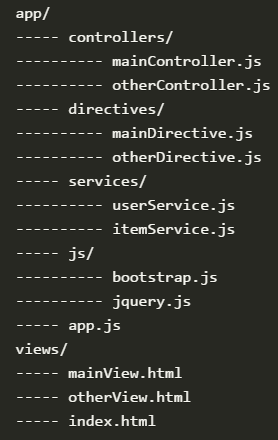 app/
----- controllers/
---------- mainController.js
---------- otherController.js
----- directives/
---------- mainDirective.js
---------- otherDirective.js
----- services/
---------- userService.js
---------- itemService.js
----- js/
---------- bootstrap.js
---------- jquery.js
----- app.js
views/
----- mainView.html
----- otherView.html
----- index.html